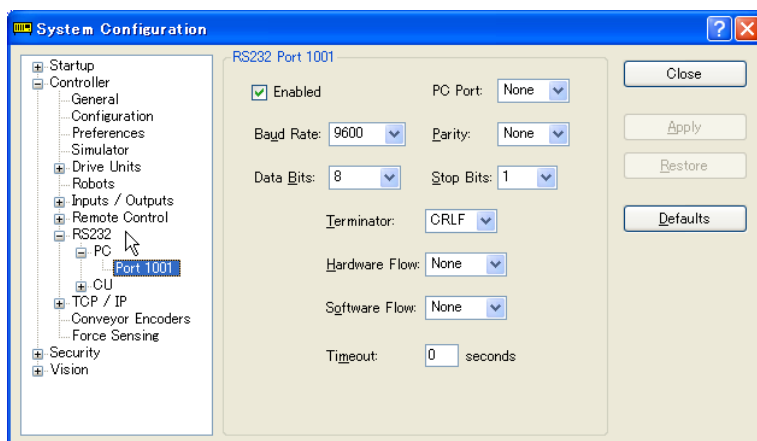 System Configuration
Startup
Controller
General
Configuration
Preferences
Simulator
Drive Units
Robots
Inputs / Outputs
Remote Control
RS232
PC
Port 1001
CU
TCP / IP
Conveyor Encoders
Force Sensing
Security
Vision
RS232 Port 1001
Enabled
PC Port: None
Baud Rate: 9600
Parity: None
Data Bits: 8
Stop Bits: 1
Terminator: CRLF
Hardware Flow: None
Software Flow: None
Timeout: 0 seconds
Close
Apply
Restore
Defaults